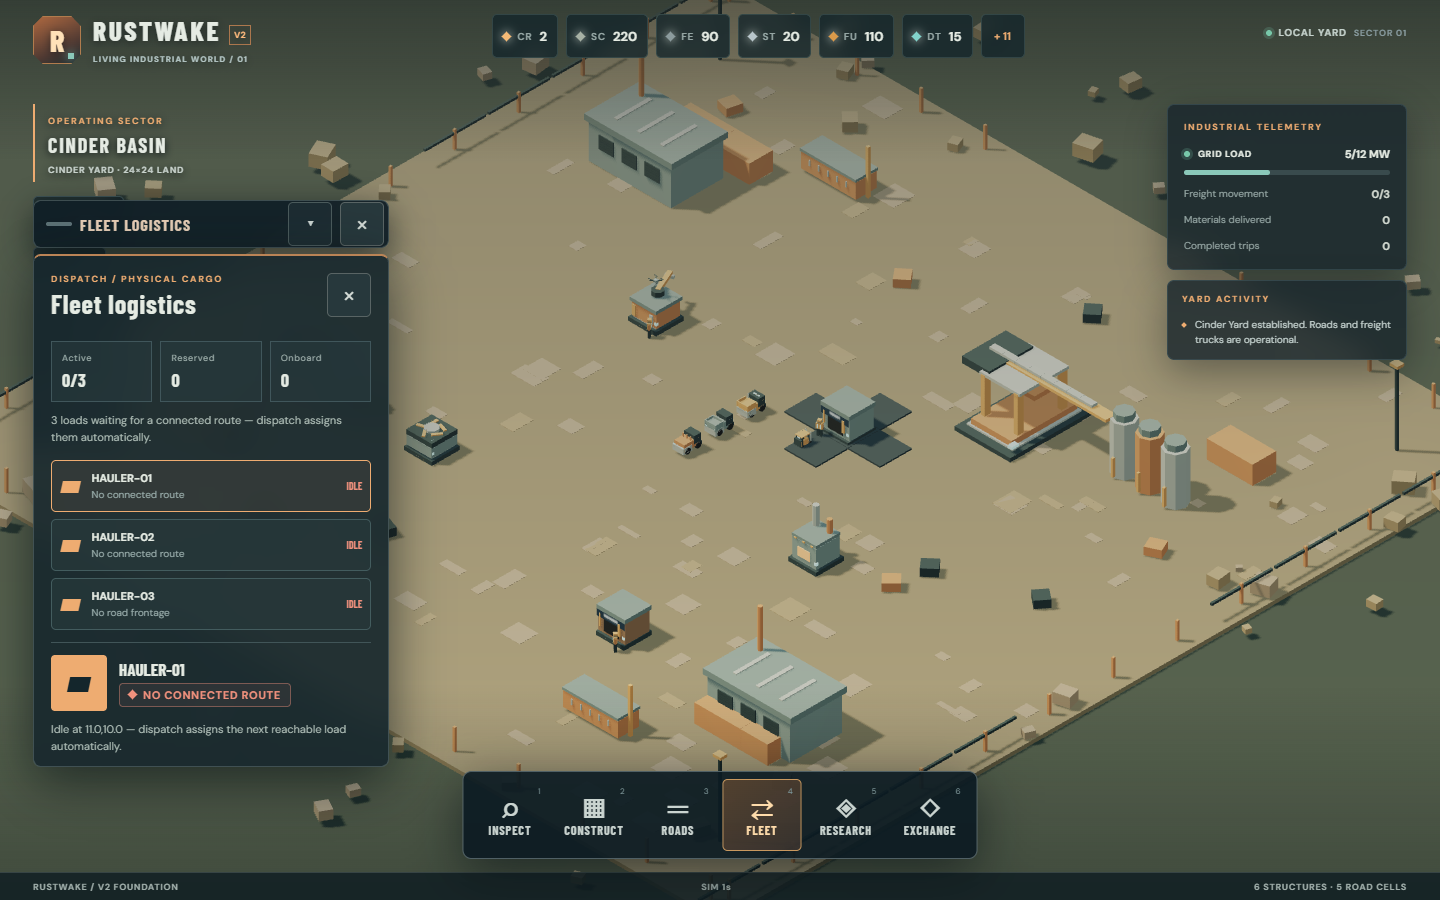 R
RUSTWAKE V2
LIVING INDUSTRIAL WORLD / 01
CR 2
SC 220
FE 90
ST 20
FU 110
DT 15
+11
LOCAL YARD SECTOR 01
OPERATING SECTOR
CINDER BASIN
CINDER YARD · 24×24 LAND
INDUSTRIAL TELEMETRY
GRID LOAD 5/12 MW
Freight movement 0/3
Materials delivered 0
Completed trips 0
YARD ACTIVITY
Cinder Yard established. Roads and freight
trucks are operational.
FLEET LOGISTICS
DISPATCH / PHYSICAL CARGO
Fleet logistics
Active Reserved Onboard
0/3 0 0
3 loads waiting for a connected route — dispatch assigns
them automatically.
HAULER-01
No connected route IDLE
HAULER-02
No connected route IDLE
HAULER-03
No road frontage IDLE
HAULER-01
NO CONNECTED ROUTE
Idle at 11.0,10.0 — dispatch assigns the next reachable load
automatically.
1 2 3 4 5 6
INSPECT CONSTRUCT ROADS FLEET RESEARCH EXCHANGE
RUSTWAKE / V2 FOUNDATION
SIM 1s
6 STRUCTURES · 5 ROAD CELLS